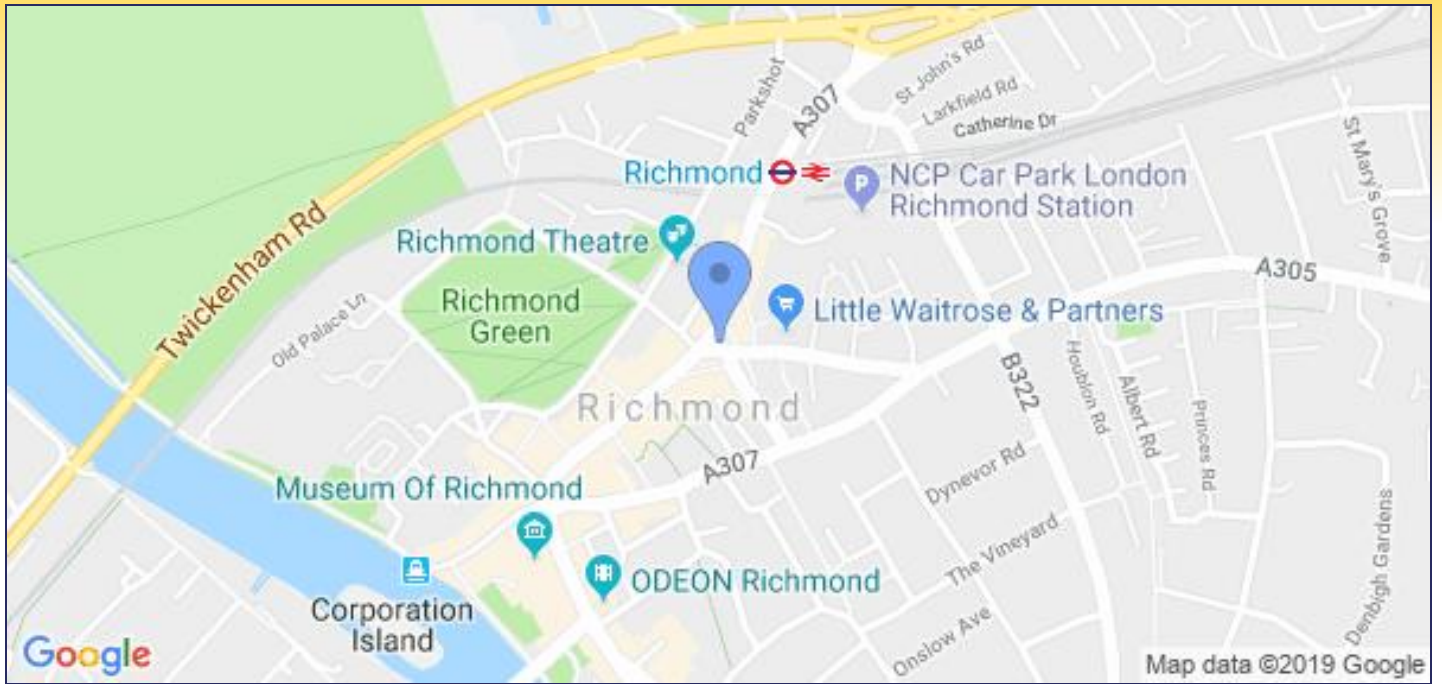 Parkshot
A307
St John's Rd
Larkfield Rd
Catherine Dr
St Mary's Grove
Richmond
P
NCP Car Park London
Richmond Station
Twickenham Rd
Richmond Theatre
A305
Old Palace Ln
Richmond
Green
Little Waitrose & Partners
B322
Houblon Rd
Albert Rd
Princes Rd
Richmond
A307
Dynevor Rd
Museum Of Richmond
The Vineyard
Denbigh Gardens
ODEON Richmond
Corporation
Island
Onslow Ave
Google
Map data ©2019 Google